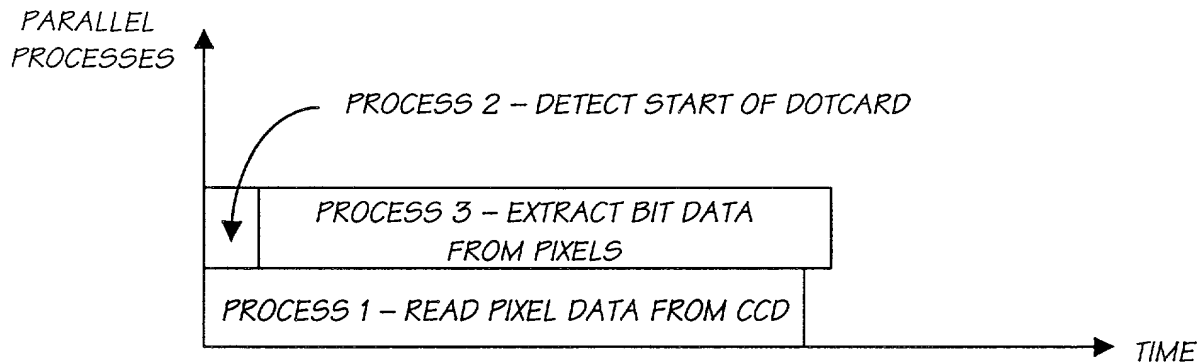 PARALLEL
PROCESSES
PROCESS 2 – DETECT START OF DOTCARD
PROCESS 3 – EXTRACT BIT DATA
FROM PIXELS
PROCESS 1 – READ PIXEL DATA FROM CCD
TIME